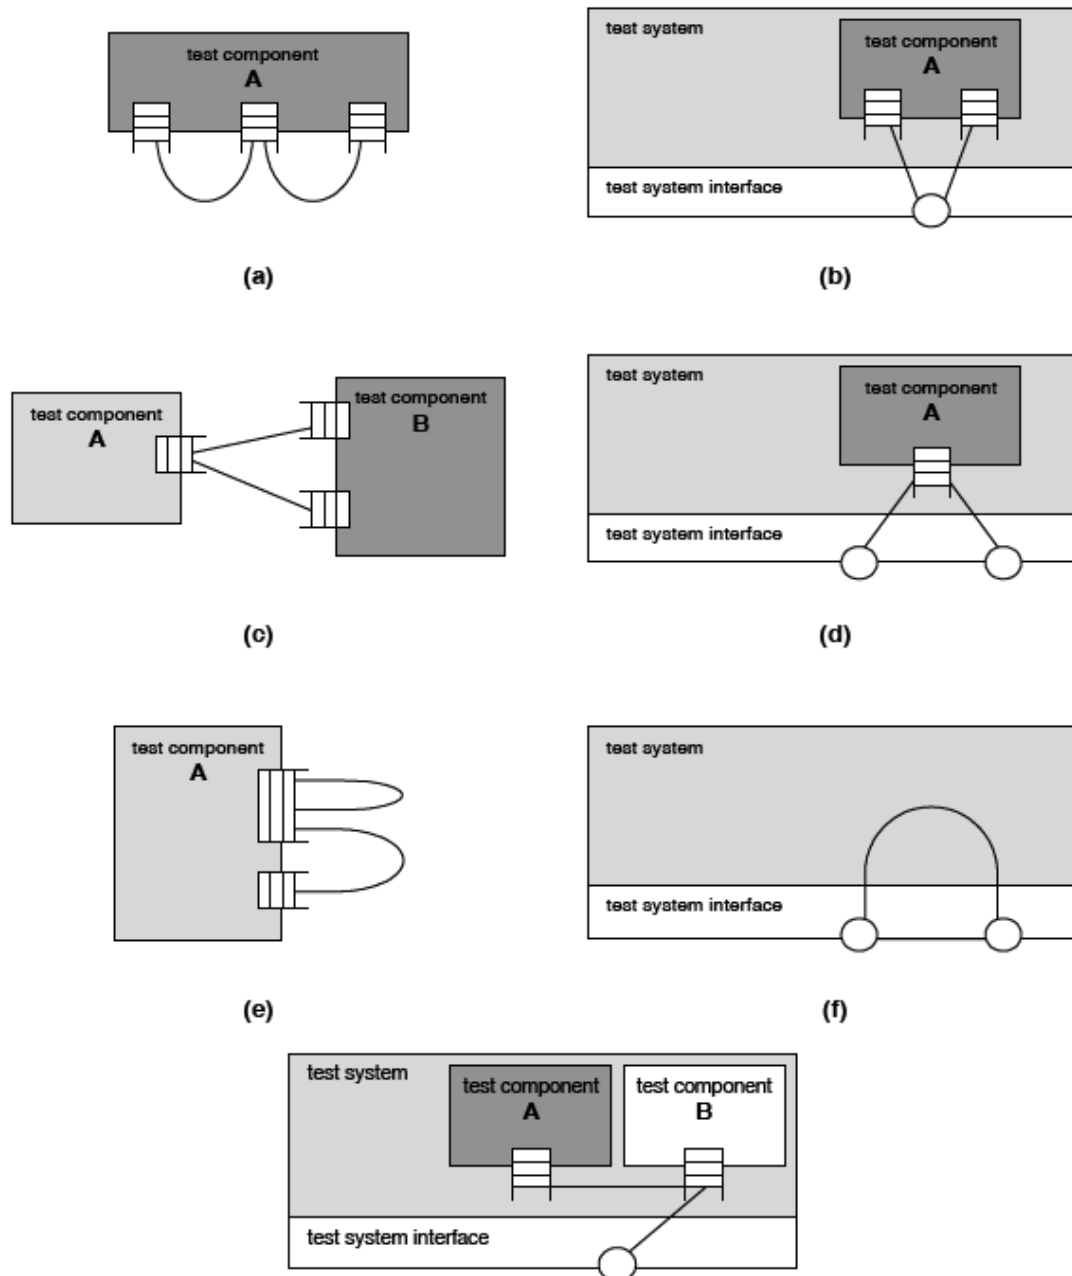 test component
A
(a)
test system
test component
A
test system interface
(b)
test component
A
test component
B
(c)
test system
test component
A
test system interface
(d)
test component
A
(e)
test system
test system interface
(f)
test system
test component
A
test component
B
test system interface